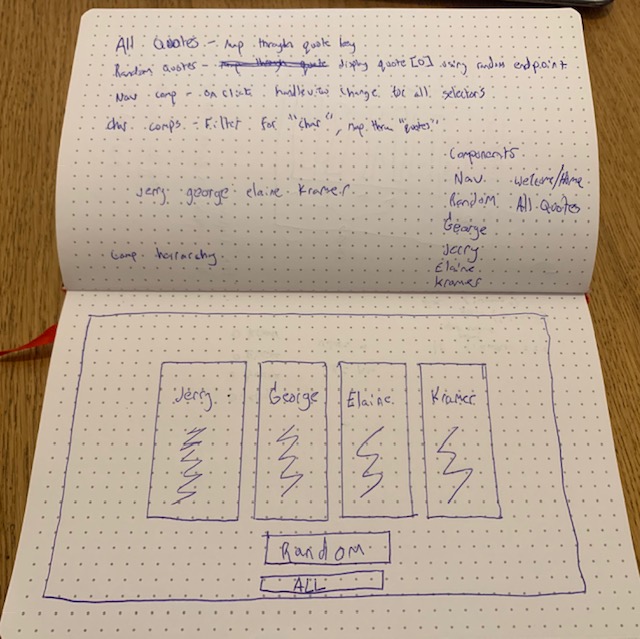 All Quotes - map through quote key
Random quotes - map through quote display quote [0] using random endpoint
Nav comp - on click handleview change for all selectors
char comps - Filter for "char", map thru "quotes"
Components
Nav welcome/Home
Jerry george elaine Kramer
Random All Quotes
George
Jerry
Comp heirarchy
Elaine
Kramer
Jerry George Elaine Kramer
Random
ALL